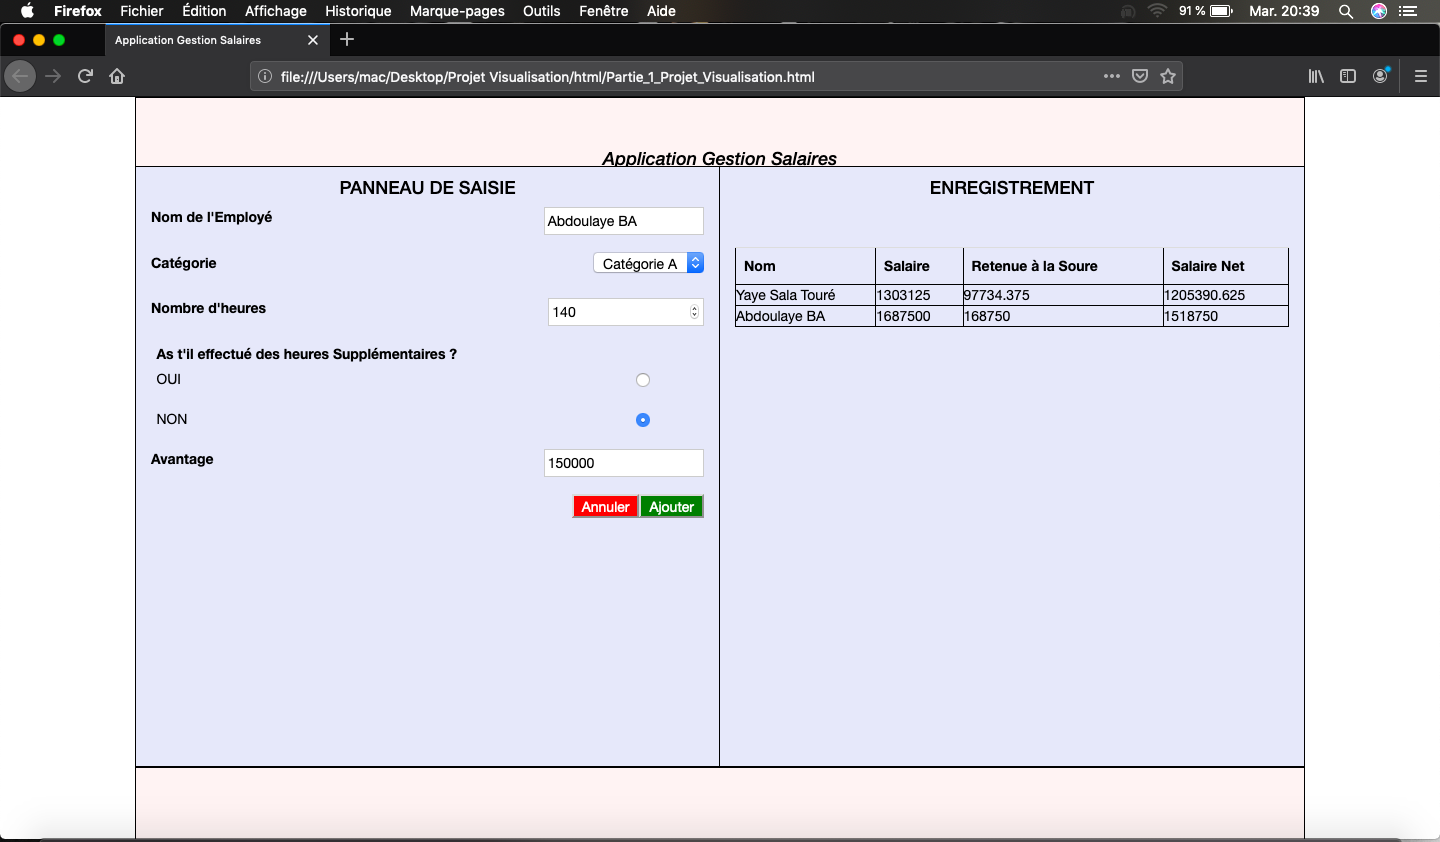 Firefox Fichier Édition Affichage Historique Marque-pages Outils Fenêtre Aide 91 % Mar. 20:39
Application Gestion Salaires
file:///Users/mac/Desktop/Projet Visualisation/html/Partie_1_Projet_Visualisation.html
Application Gestion Salaires
PANNEAU DE SAISIE
Nom de l'Employé Abdoulaye BA
Catégorie Catégorie A
Nombre d'heures 140
As t'il effectué des heures Supplémentaires ?
OUI
NON
Avantage 150000
Annuler Ajouter
ENREGISTREMENT
Nom Salaire Retenue à la Soure Salaire Net
Yaye Sala Touré 1303125 97734.375 1205390.625
Abdoulaye BA 1687500 168750 1518750